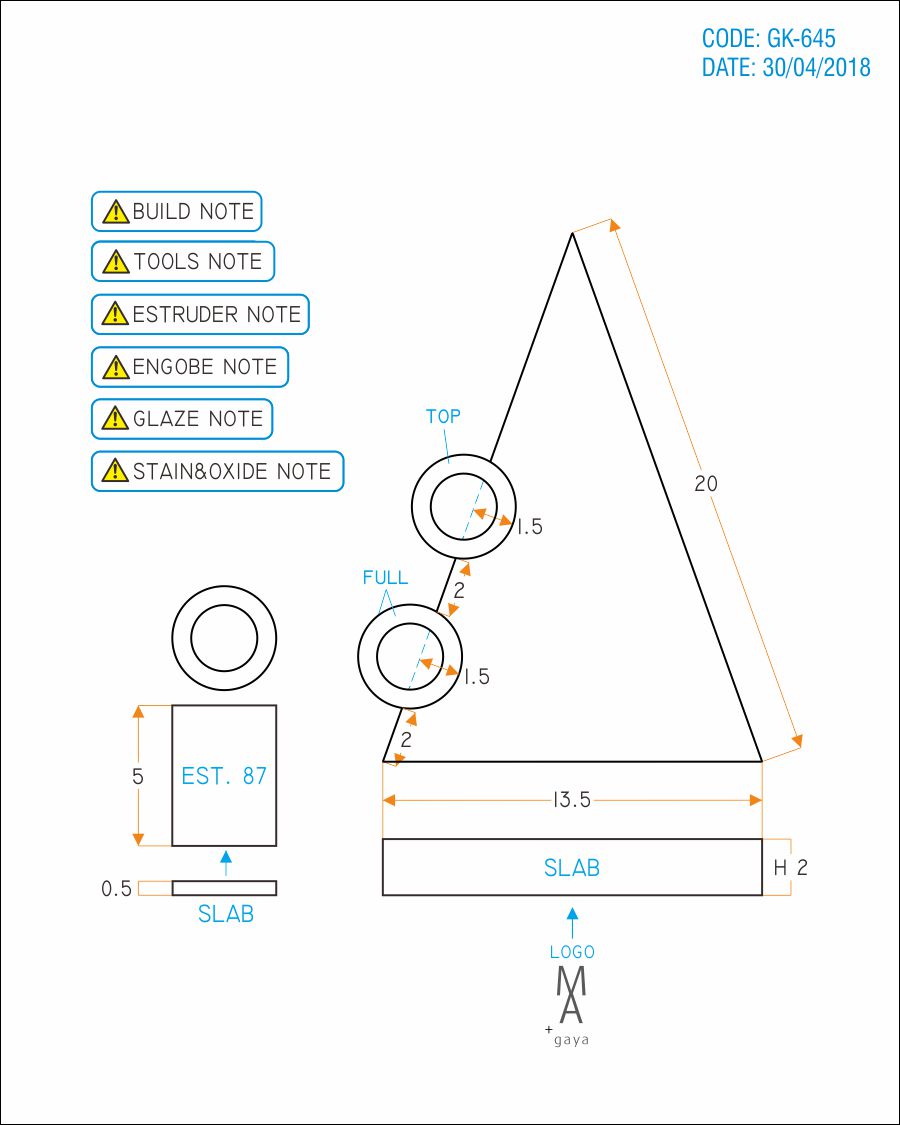 CODE: GK-645
DATE: 30/04/2018
BUILD NOTE
TOOLS NOTE
ESTRUDER NOTE
ENGOBE NOTE
GLAZE NOTE
STAIN&OXIDE NOTE
TOP
20
1.5
2
FULL
1.5
2
5
EST. 87
13.5
0.5
SLAB
SLAB
H 2
LOGO
MA
+
gaya